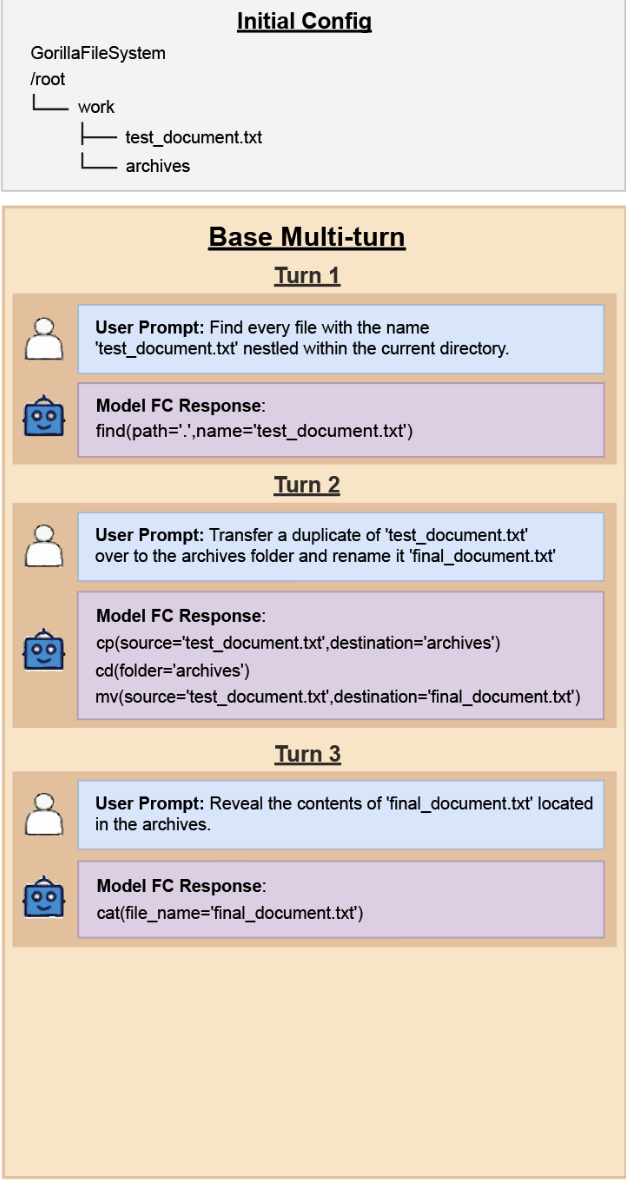 Initial Config
GorillaFileSystem
/root
work
test_document.txt
archives
Base Multi-turn
Turn 1
User Prompt: Find every file with the name
'test_document.txt' nestled within the current directory.
Model FC Response:
find(path='.',name='test_document.txt')
Turn 2
User Prompt: Transfer a duplicate of 'test_document.txt'
over to the archives folder and rename it 'final_document.txt'
Model FC Response:
cp(source='test_document.txt',destination='archives')
cd(folder='archives')
mv(source='test_document.txt',destination='final_document.txt')
Turn 3
User Prompt: Reveal the contents of 'final_document.txt' located
in the archives.
Model FC Response:
cat(file_name='final_document.txt')